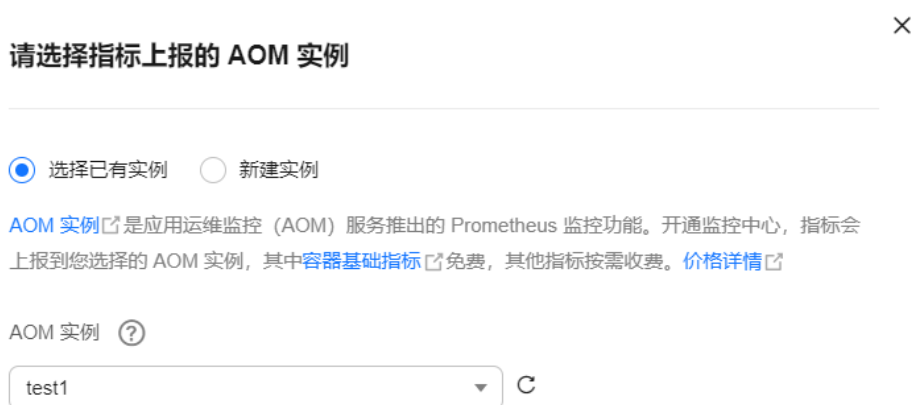 请选择指标上报的 AOM 实例
选择已有实例 新建实例
AOM 实例是应用运维监控（AOM）服务推出的 Prometheus 监控功能。开通监控中心，指标会
上报到您选择的 AOM 实例，其中容器基础指标免费，其他指标按需收费。价格详情
AOM 实例 ?
test1